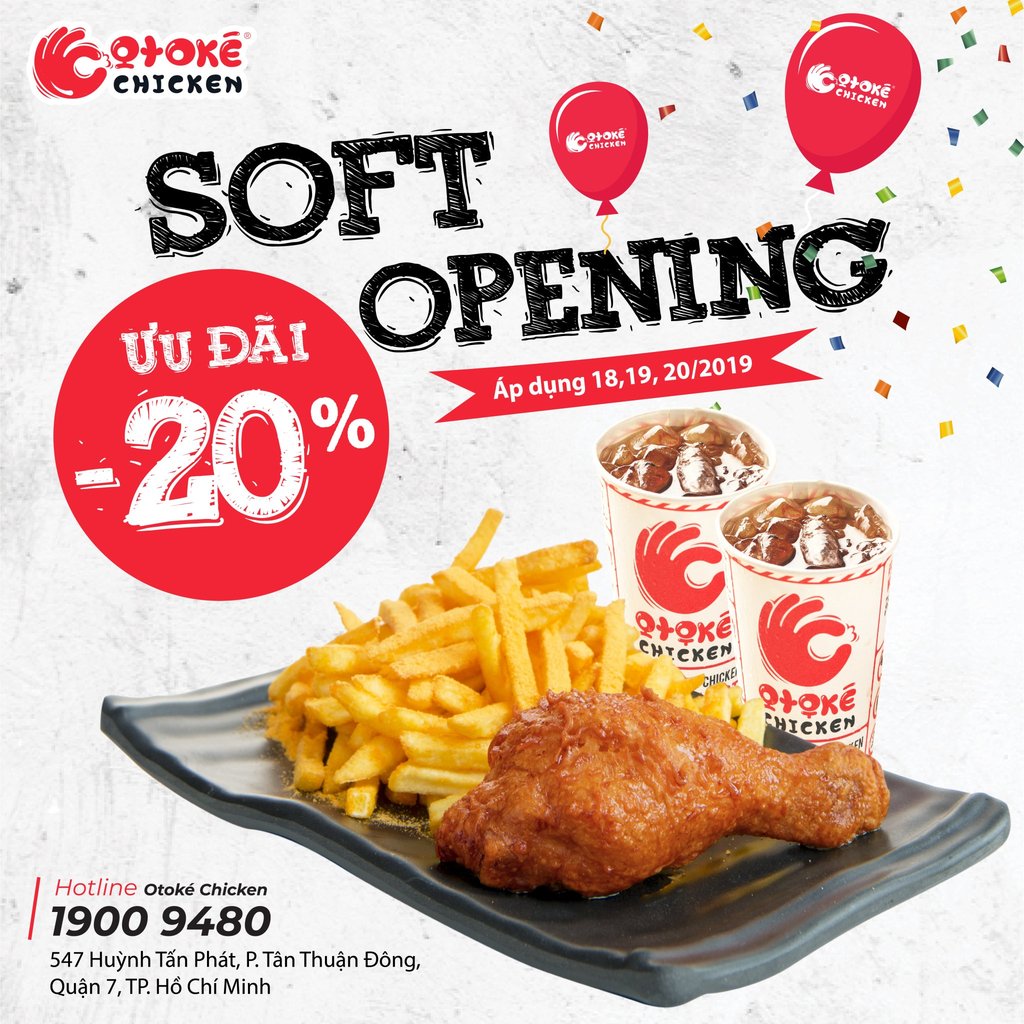 OTOKÉ
CHICKEN
OTOKÉ
CHICKEN
OTOKÉ
CHICKEN
SOFT
OPENING
ƯU ĐÃI
-20%
Áp dụng 18,19, 20/2019
OTOKÉ
CHICKEN
CHICKEN
OTOKÉ
CHICKEN
Hotline Otoké Chicken
1900 9480
547 Huỳnh Tấn Phát, P. Tân Thuận Đông,
Quận 7, TP. Hồ Chí Minh